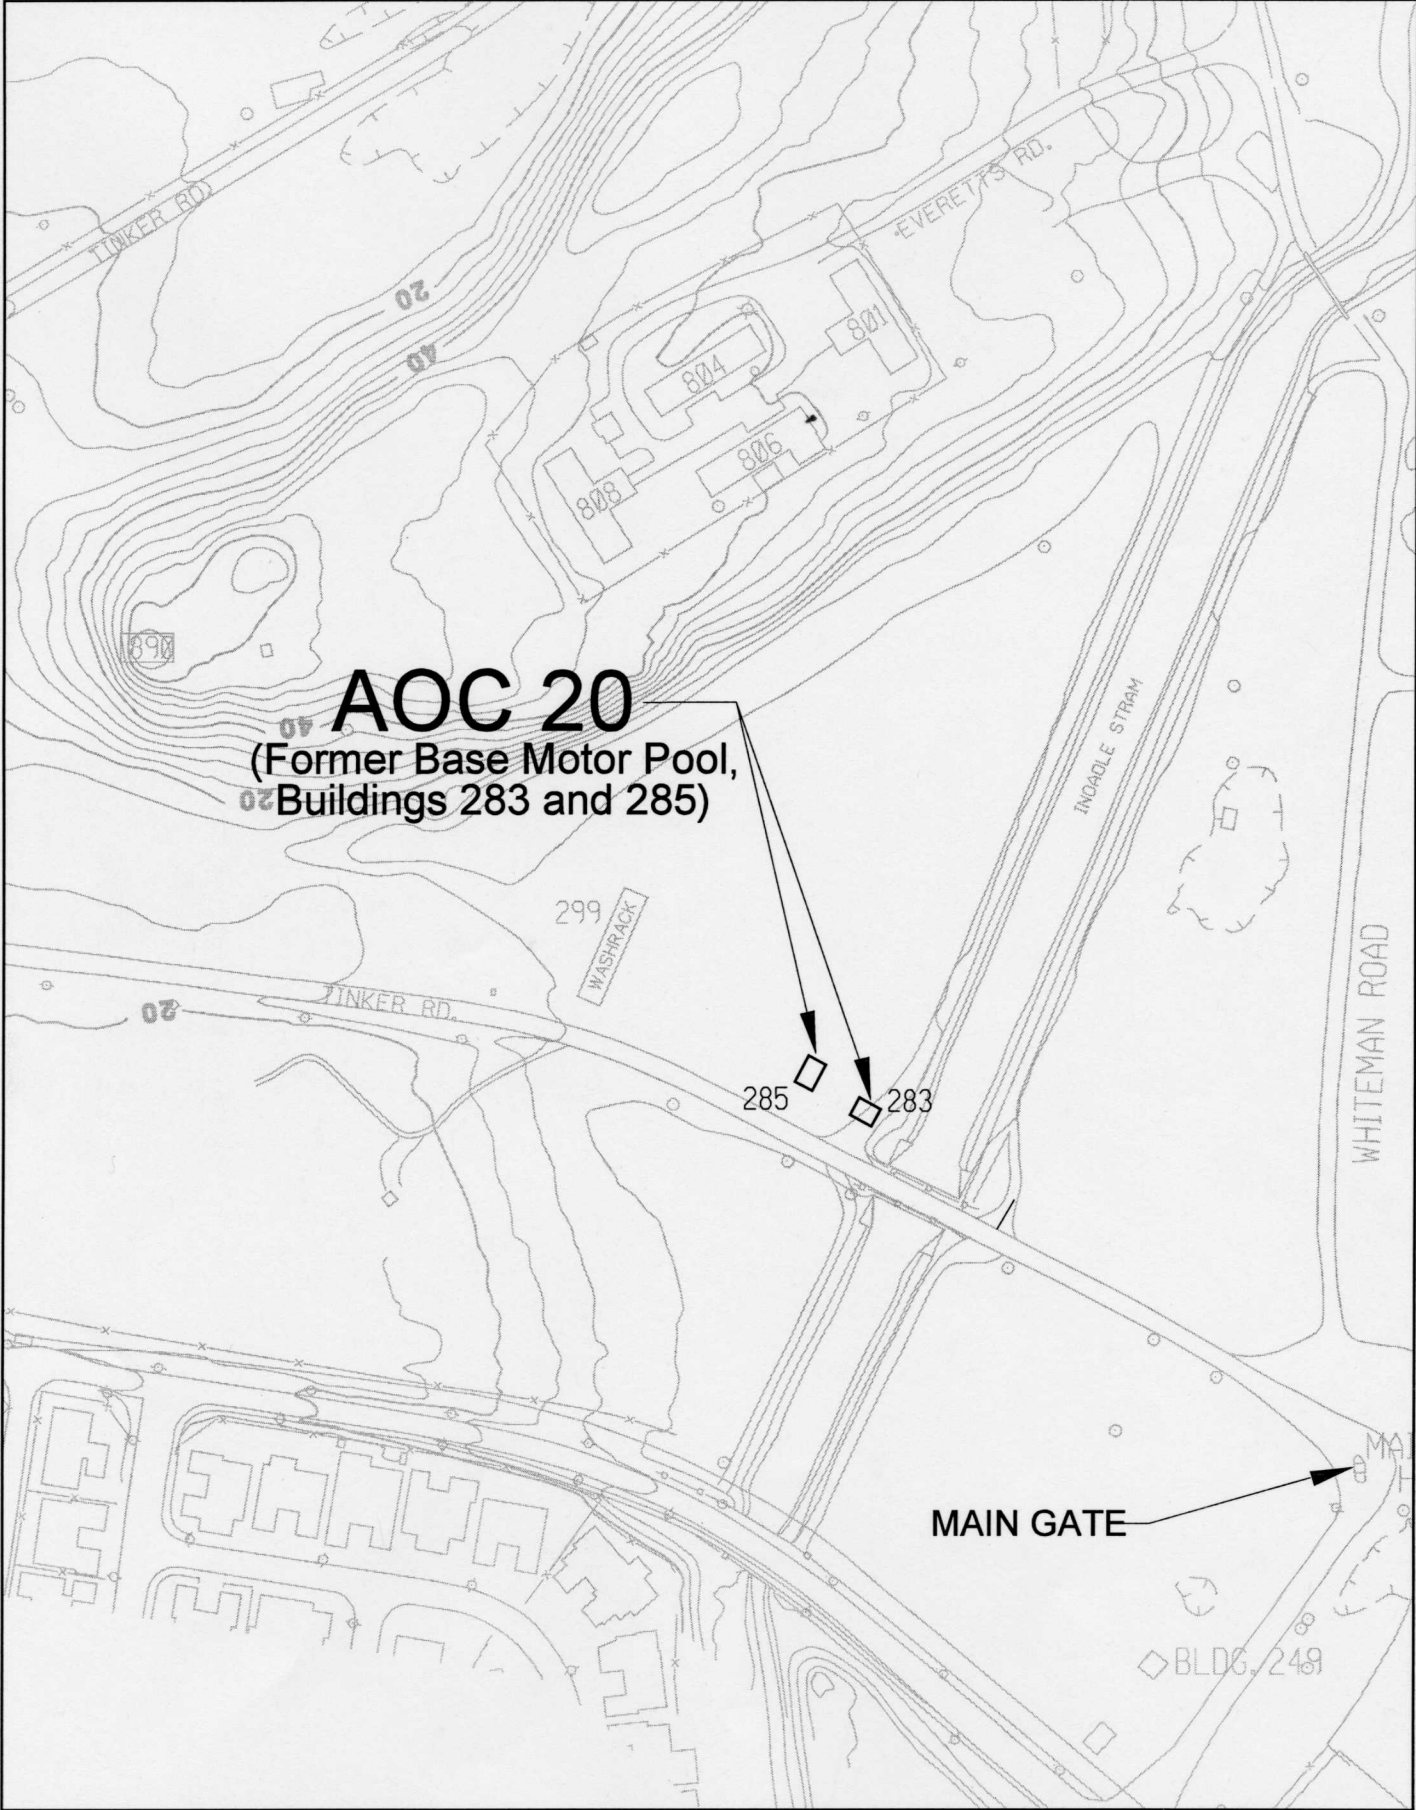 TINKER RD.
EVERETTS RD.
20
40
801
804
806
808
890
AOC 20
(Former Base Motor Pool,
Buildings 283 and 285)
40
20
INOADLE STRAM
299
WASHRACK
TINKER RD.
20
WHITEMAN ROAD
285
283
MAIN GATE
BLDG. 249